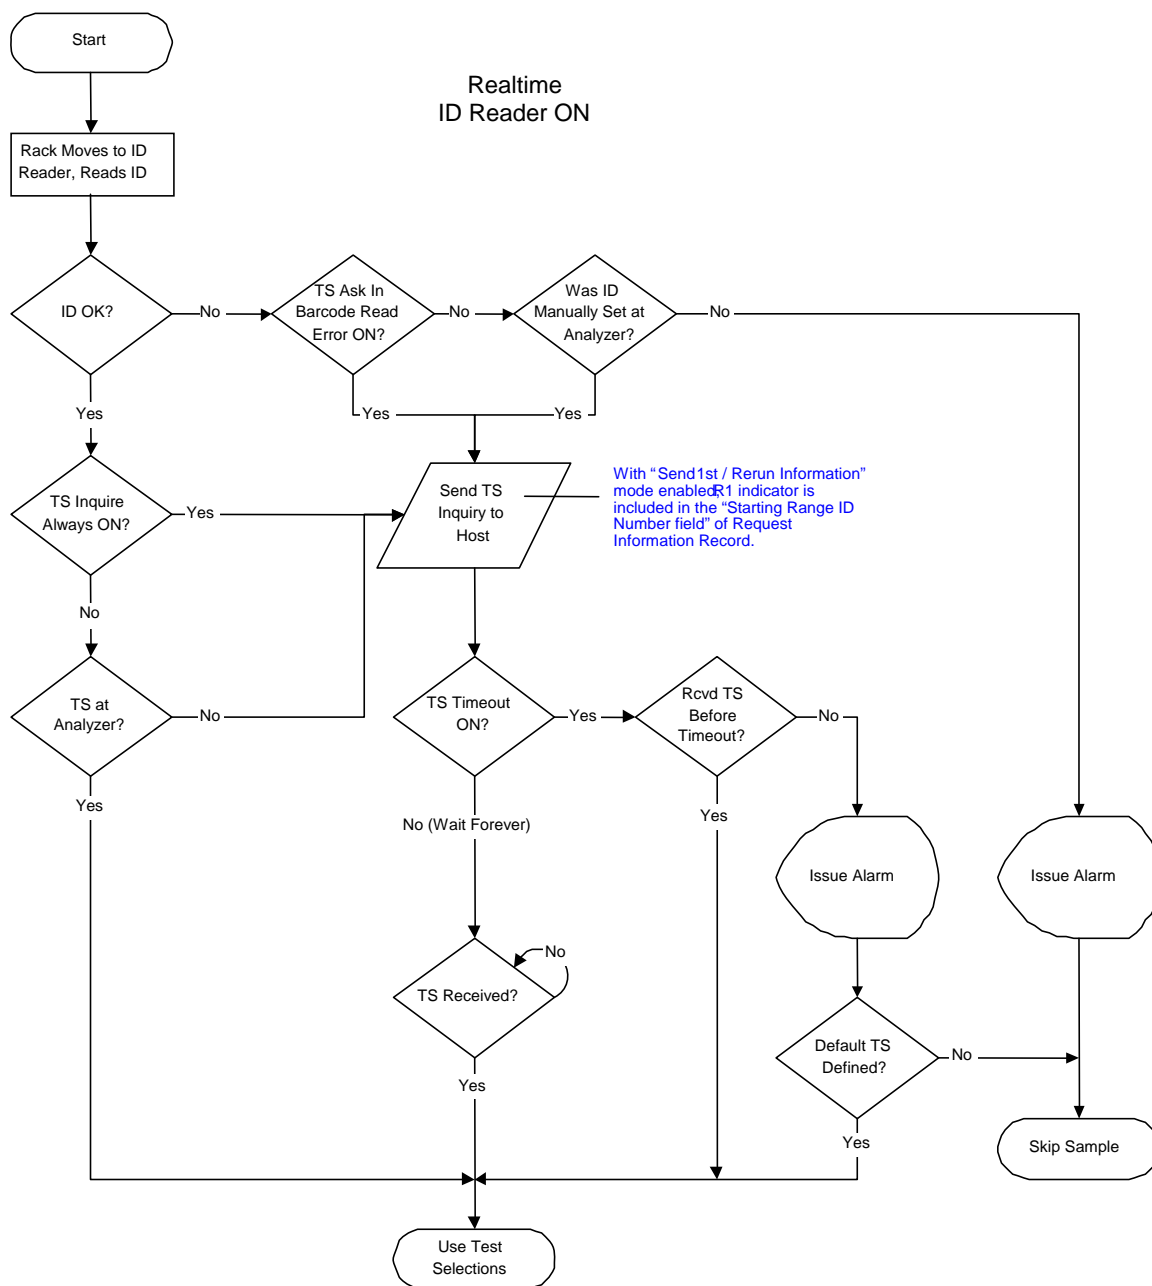 Start
Realtime
ID Reader ON
Rack Moves to ID
Reader, Reads ID
ID OK?
No
TS Ask In
Barcode Read
Error ON?
No
Was ID
Manually Set at
Analyzer?
No
Yes
Yes
Yes
TS Inquire
Always ON?
Yes
Send TS
Inquiry to
Host
With “Send1st / Rerun Information”
mode enabled,R1 indicator is
included in the “Starting Range ID
Number field” of Request
Information Record.
No
TS at
Analyzer?
No
TS Timeout
ON?
Yes
Rcvd TS
Before
Timeout?
No
Yes
No (Wait Forever)
Yes
Issue Alarm
Issue Alarm
TS Received?
No
Default TS
Defined?
No
Yes
Yes
Skip Sample
Use Test
Selections